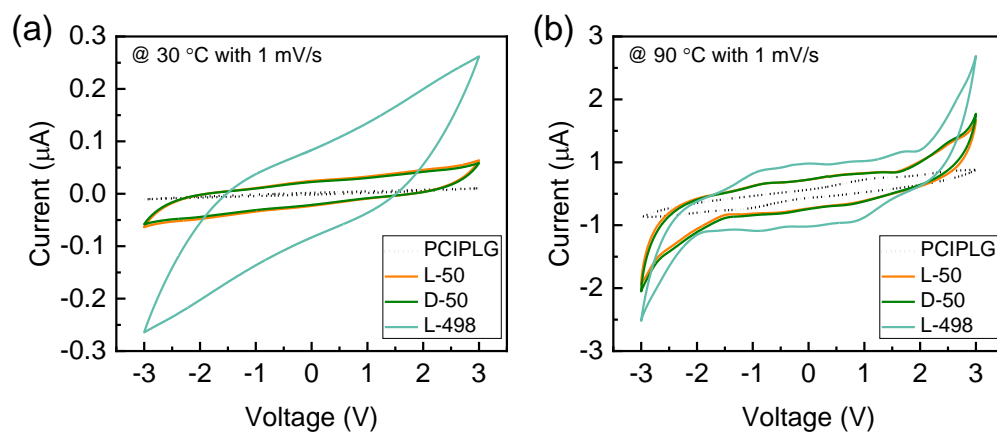 (a)
@ 30 °C with 1 mV/s
Current (μA)
0.3
0.2
0.1
0.0
-0.1
-0.2
-0.3
-3 -2 -1 0 1 2 3
Voltage (V)
PCIPLG
L-50
D-50
L-498
(b)
@ 90 °C with 1 mV/s
Current (μA)
3
2
1
-1
-2
-3
-3 -2 -1 0 1 2 3
Voltage (V)
PCIPLG
L-50
D-50
L-498